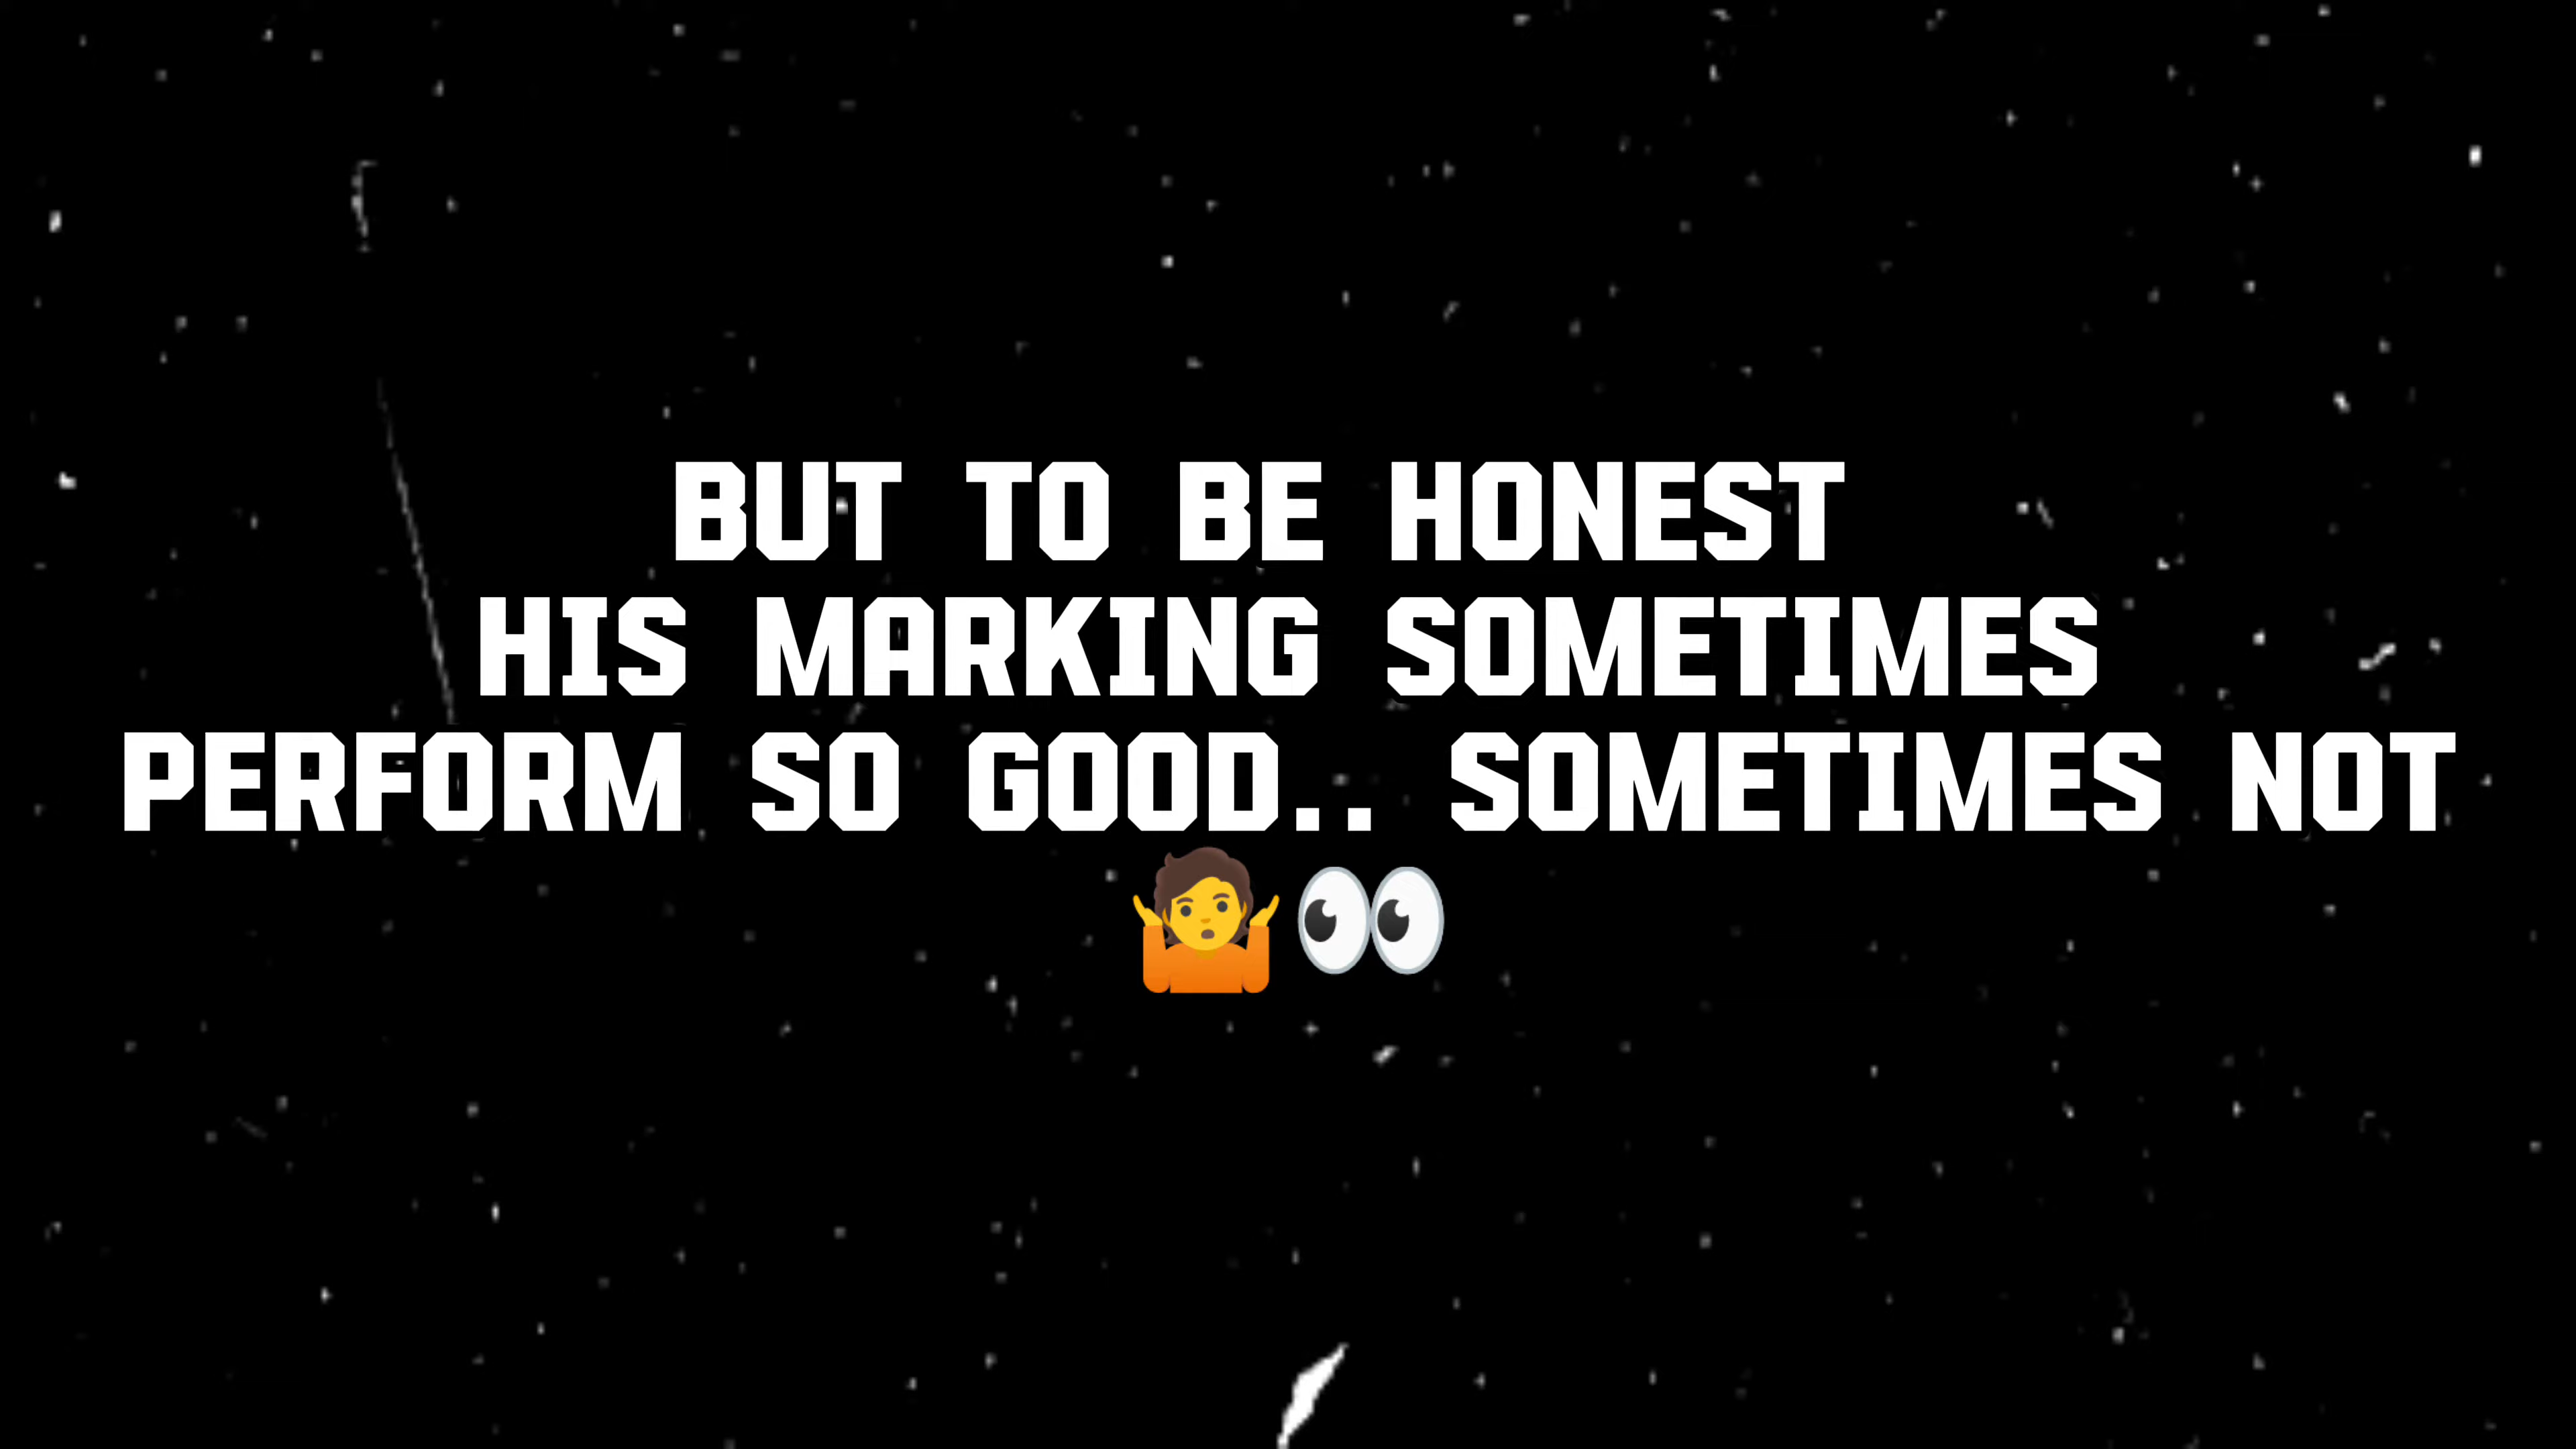 BUT TO BE HONEST
HIS MARKING SOMETIMES
PERFORM SO GOOD.. SOMETIMES NOT
🤷👀